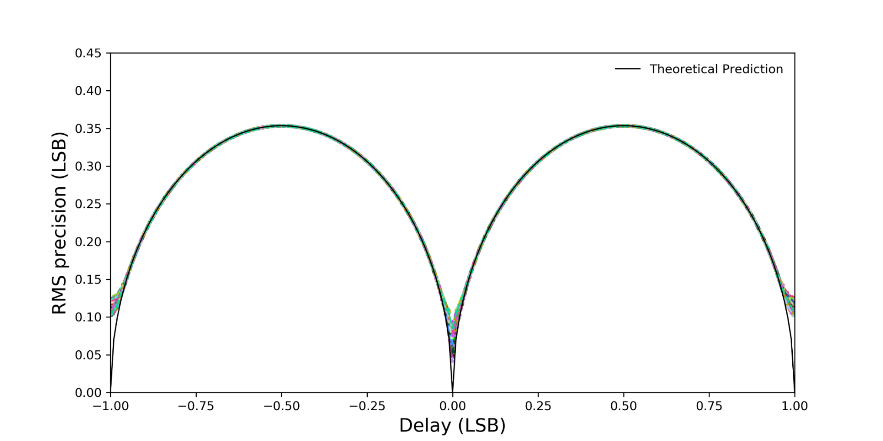 0.45
Theoretical Prediction
0.40
0.35
0.30
0.25
0.20
0.15
0.10
0.05
0.00
RMS precision (LSB)
−1.00 −0.75 −0.50 −0.25 0.00 0.25 0.50 0.75 1.00
Delay (LSB)